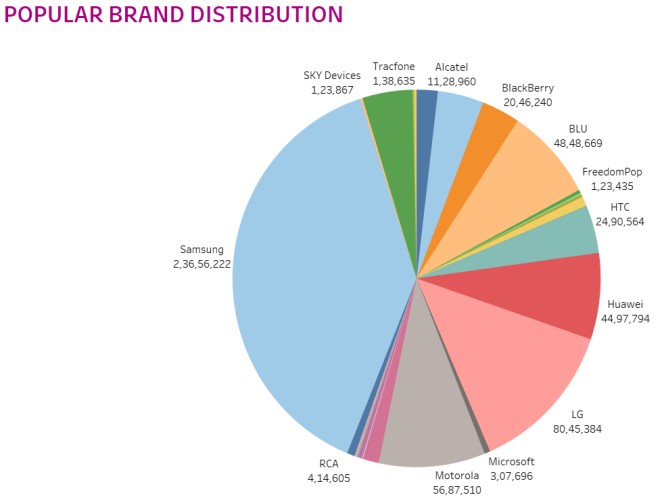 POPULAR BRAND DISTRIBUTION
Tracfone
1,38,635
Alcatel
11,28,960
SKY Devices
1,23,867
BlackBerry
20,46,240
BLU
48,48,669
FreedomPop
1,23,435
HTC
24,90,564
Samsung
2,36,56,222
Huawei
44,97,794
LG
80,45,384
Microsoft
3,07,696
Motorola
56,87,510
RCA
4,14,605